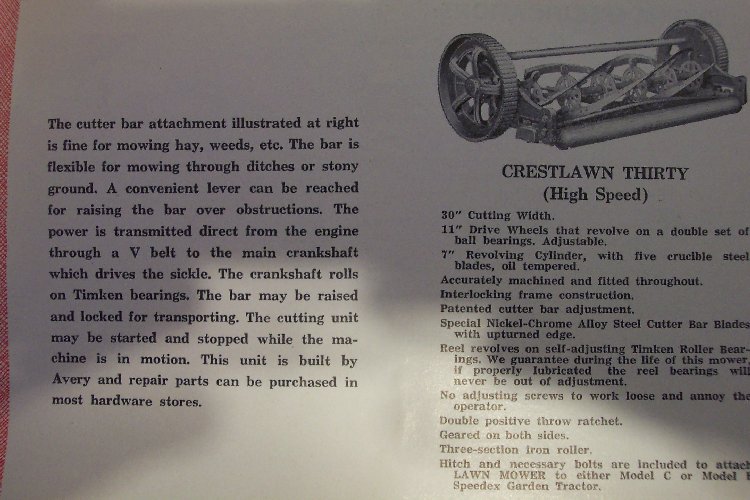 The cutter bar attachment illustrated at right
is fine for mowing hay, weeds, etc. The bar is
flexible for mowing through ditches or stony
ground. A convenient lever can be reached
for raising the bar over obstructions. The
power is transmitted direct from the engine
through a V belt to the main crankshaft
which drives the sickle. The crankshaft rolls
on Timken bearings. The bar may be raised
and locked for transporting. The cutting unit
may be started and stopped while the ma-
chine is in motion. This unit is built by
Avery and repair parts can be purchased in
most hardware stores.
CRESTLAWN THIRTY
(High Speed)
30" Cutting Width.
11" Drive Wheels that revolve on a double set of
ball bearings. Adjustable.
7" Revolving Cylinder, with five crucible steel
blades, oil tempered.
Accurately machined and fitted throughout.
Interlocking frame construction.
Patented cutter bar adjustment.
Special Nickel-Chrome Alloy Steel Cutter Bar Blades
with upturned edge.
Reel revolves on self-adjusting Timken Roller Bear-
ings. We guarantee during the life of this mower,
if properly lubricated the reel bearings will
never be out of adjustment.
No adjusting screws to work loose and annoy the
operator.
Double positive throw ratchet.
Geared on both sides.
Three-section iron roller.
Hitch and necessary bolts are included to attach
LAWN MOWER to either Model C or Model
Speedex Garden Tractor.